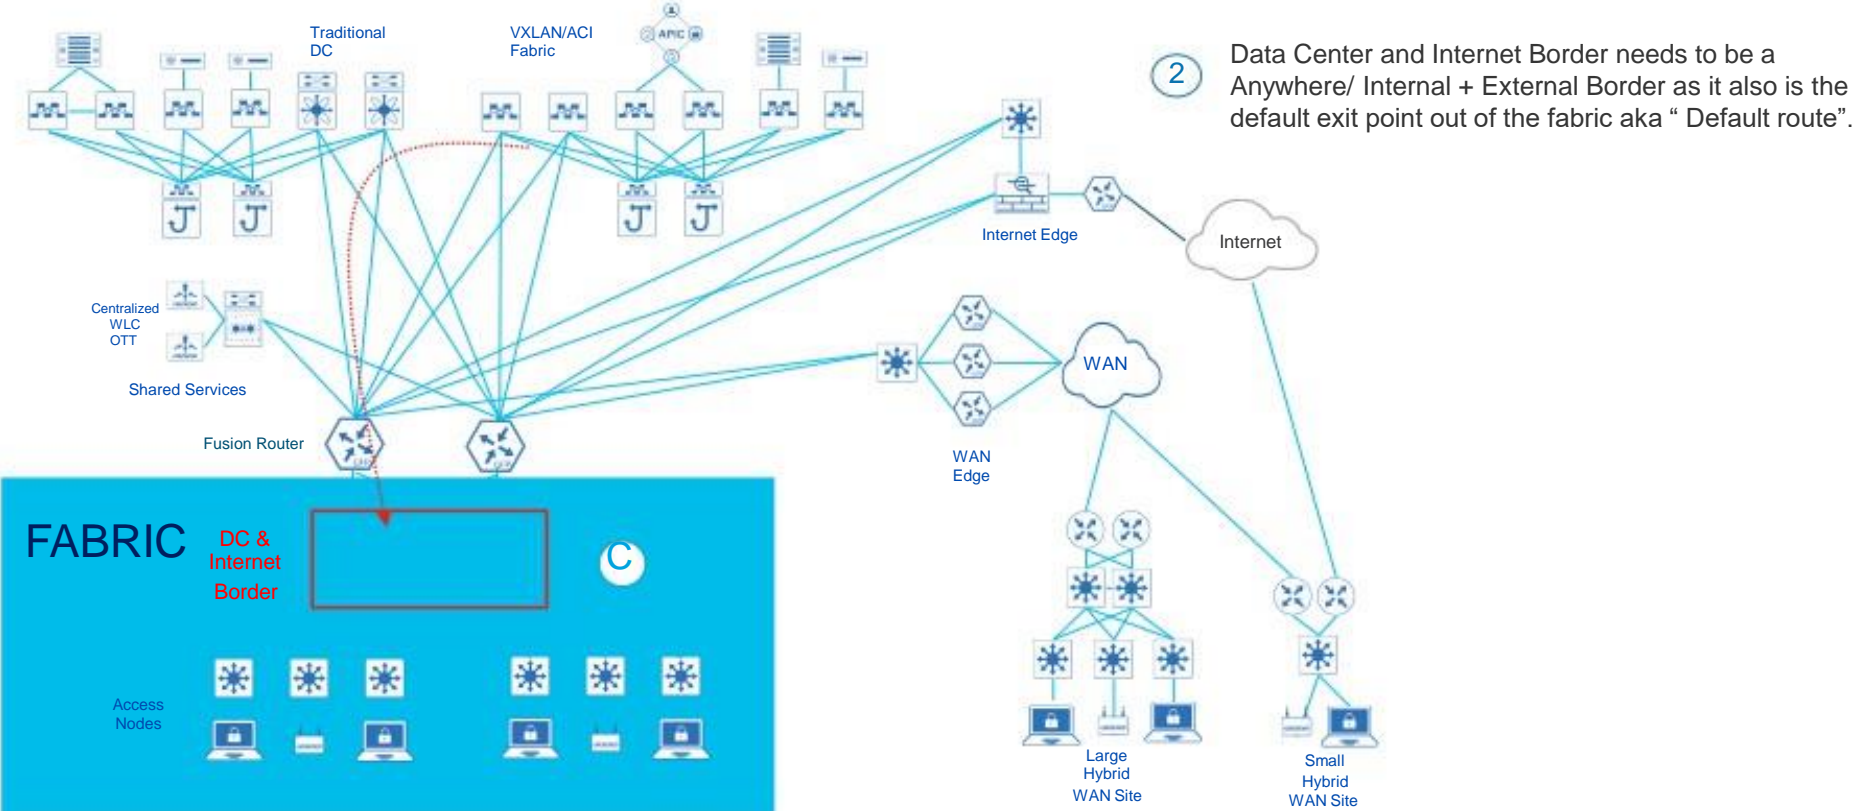 Traditional
DC
VXLAN/ACI
Fabric
APIC
2
Data Center and Internet Border needs to be a
Anywhere/ Internal + External Border as it also is the
default exit point out of the fabric aka “ Default route”.
Internet Edge
Internet
Centralized
WLC
OTT
Shared Services
WAN
Fusion Router
WAN
Edge
FABRIC
DC &
Internet
Border
C
Access
Nodes
Large
Hybrid
WAN Site
Small
Hybrid
WAN Site